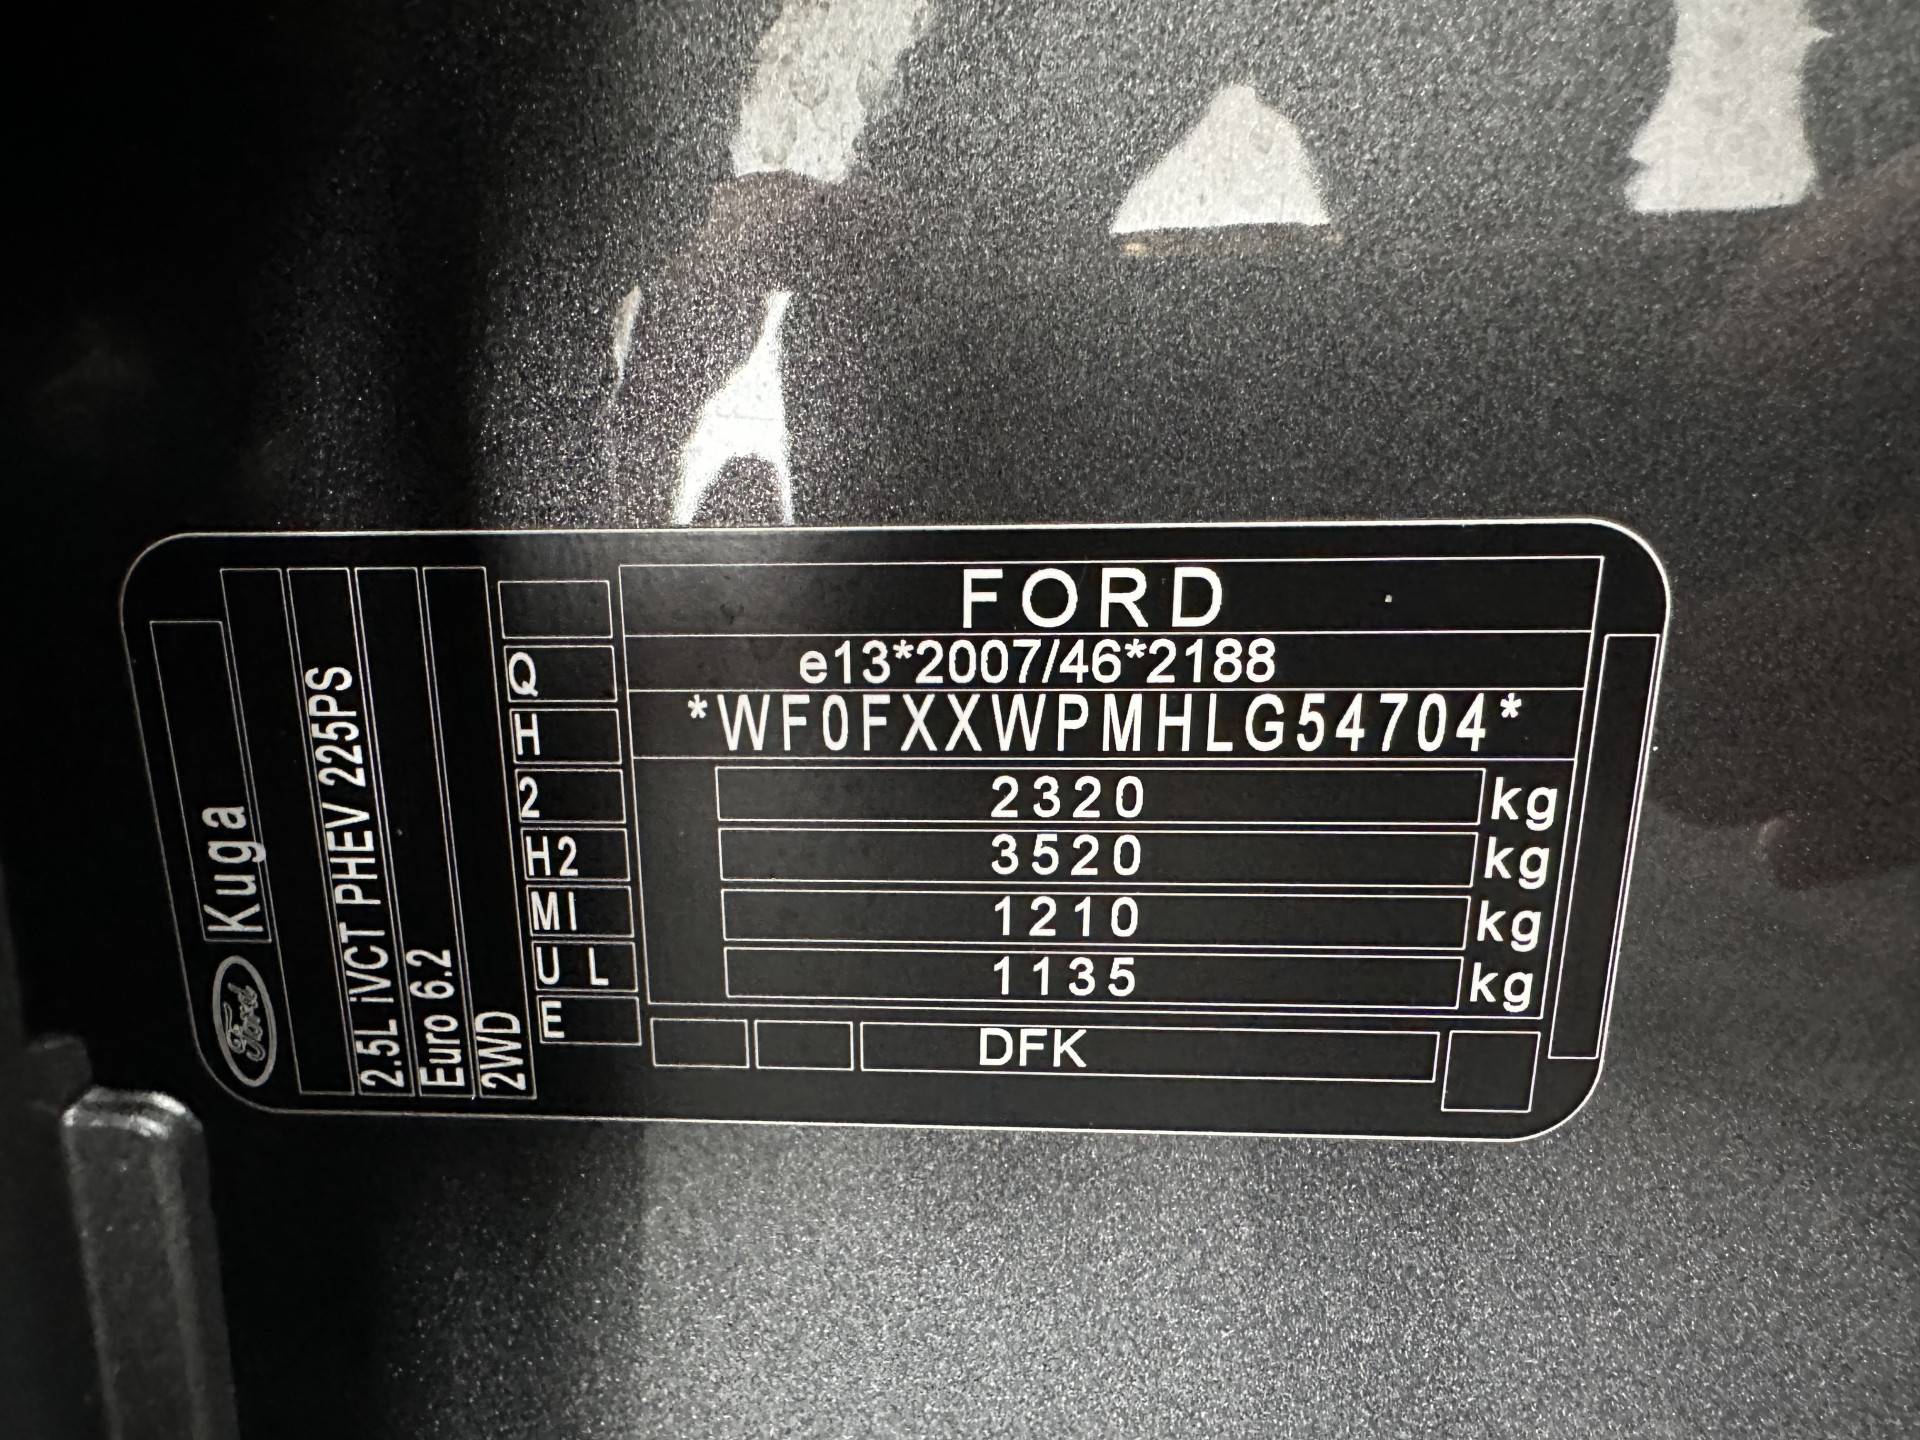 FORD
e13*2007/46*2188
*WF0FXXWPMHLG54704*
2320 kg
3520 kg
1210 kg
1135 kg
DFK
Q
H
2
H2
MI
U L
E
Ford Kuga
2.5L iVCT PHEV 225PS
Euro 6.2
2WD